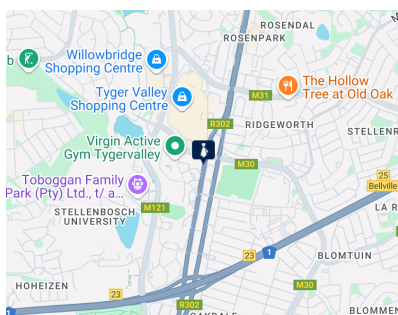 ROSENDAL
ROSENPARK
Willowbridge
Shopping Centre
b
Tyger Valley
Shopping Centre
The Hollow
Tree at Old Oak
M31
R302
RIDGEWORTH
STELLENR
Virgin Active
Gym Tygervalley
M30
Toboggan Family
Park (Pty) Ltd., t/ a...
25
Bellville
M121
STELLENBOSCH
UNIVERSITY
LA R
23
1
BLOMTUIN
HOHEIZEN
23
M30
R302
OAKDALE
BLOMMEN